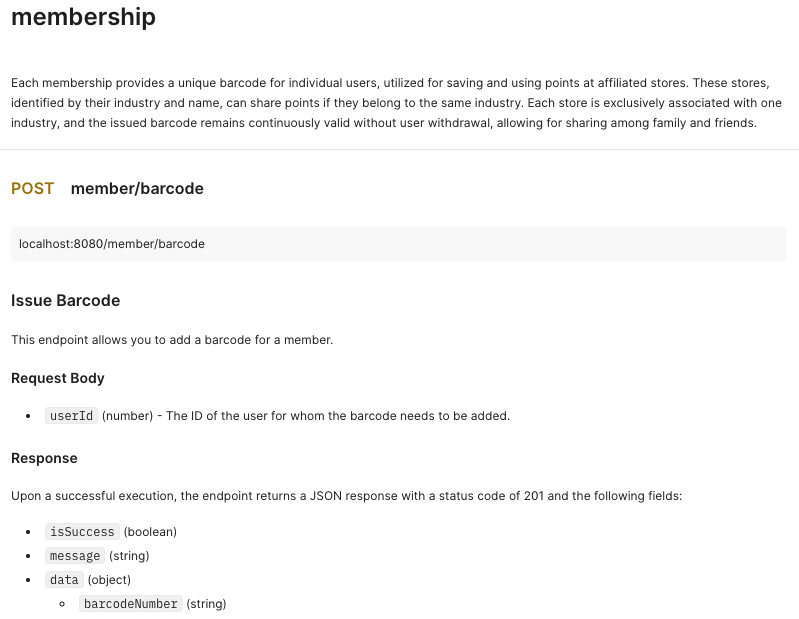 membership
Each membership provides a unique barcode for individual users, utilized for saving and using points at affiliated stores. These stores,
identified by their industry and name, can share points if they belong to the same industry. Each store is exclusively associated with one
industry, and the issued barcode remains continuously valid without user withdrawal, allowing for sharing among family and friends.
POST member/barcode
localhost:8080/member/barcode
Issue Barcode
This endpoint allows you to add a barcode for a member.
Request Body
• userId (number) - The ID of the user for whom the barcode needs to be added.
Response
Upon a successful execution, the endpoint returns a JSON response with a status code of 201 and the following fields:
• isSuccess (boolean)
• message (string)
• data (object)
◦ barcodeNumber (string)